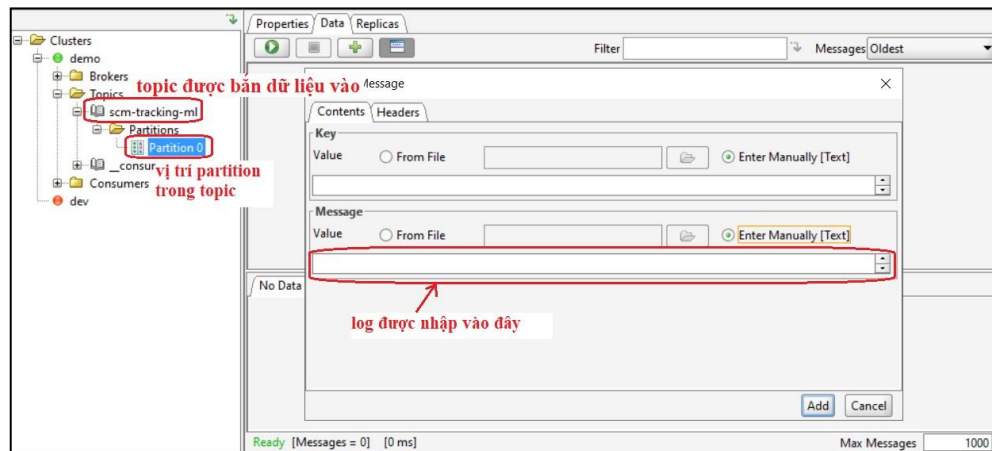 Properties Data Replicas
Clusters
Filter
Messages Oldest
demo
Brokers
topic được bắn dữ liệu vào
Message
Topics
scm-tracking-ml
Contents Headers
Partitions
Key
Partition 0
Value From File Enter Manually [Text]
__consur
vị trí partition
trong topic
Consumers
dev
Message
Value From File Enter Manually [Text]
No Data
log được nhập vào đây
Add Cancel
Ready [Messages = 0] [0 ms] Max Messages 1000